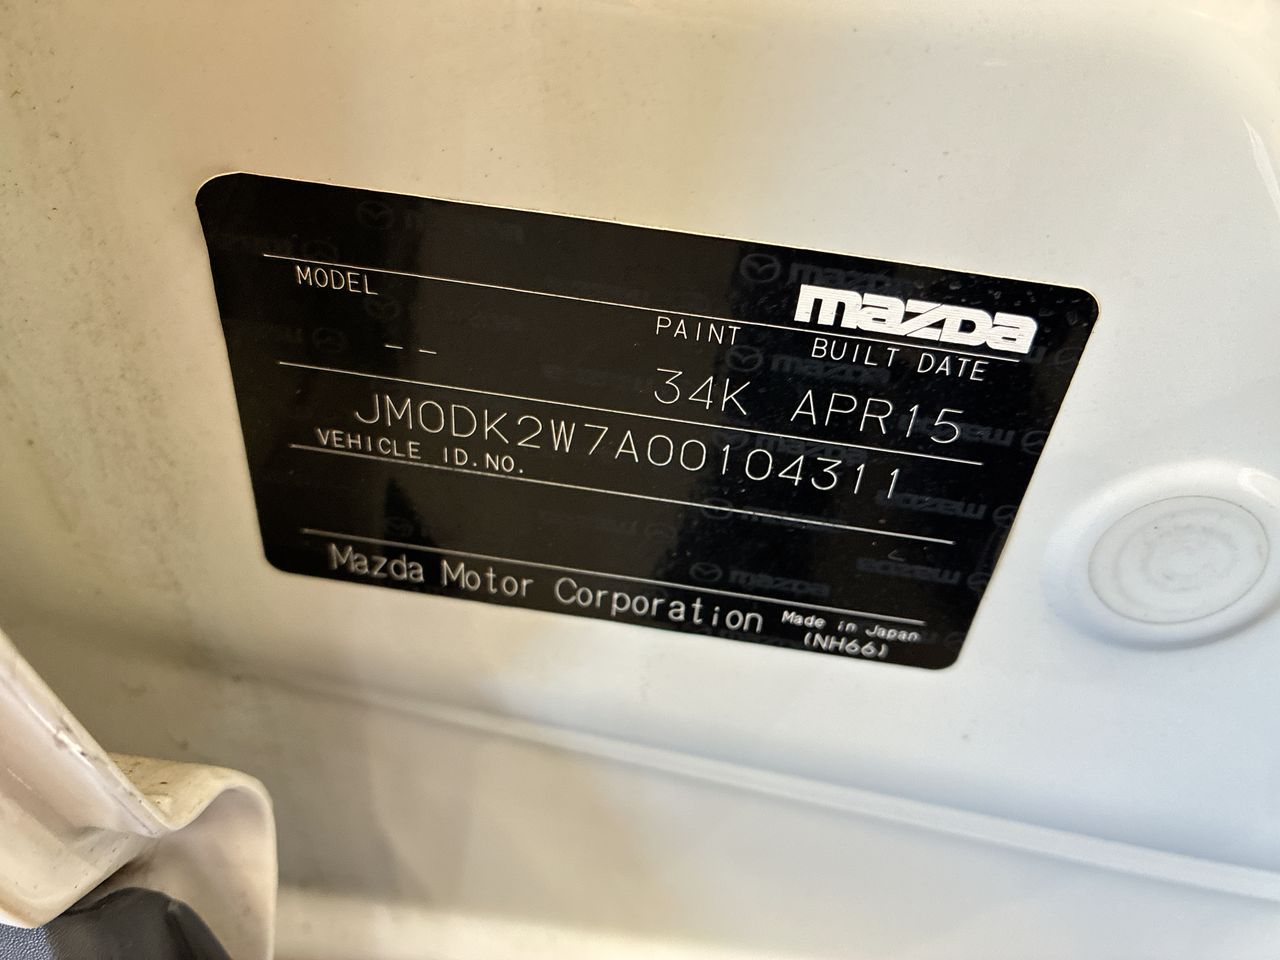 mazda
MODEL PAINT BUILT DATE
-- 34K APR15
JM0DK2W7A00104311
VEHICLE ID.NO.
Mazda Motor Corporation Made in Japan
(NH66)